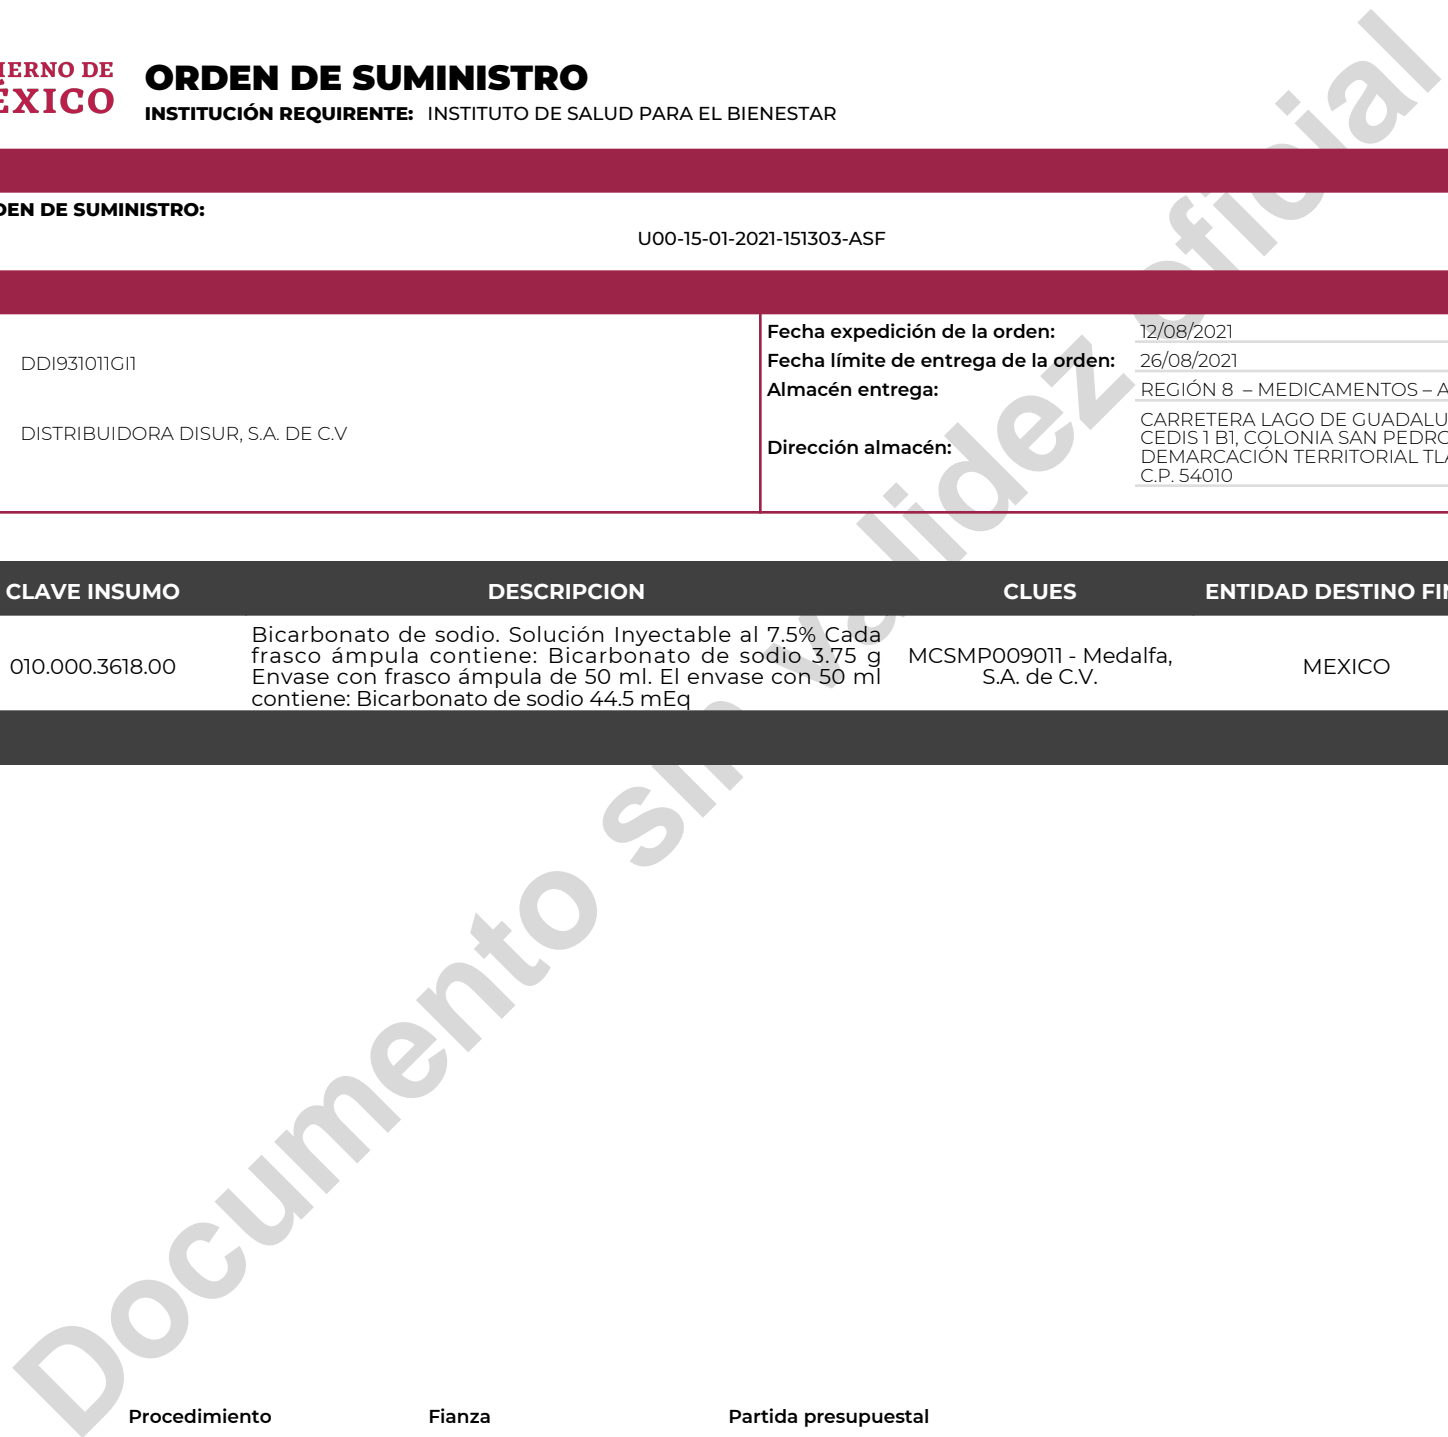 IERNO DE
ÉXICO
ORDEN DE SUMINISTRO
INSTITUCIÓN REQUIRENTE: INSTITUTO DE SALUD PARA EL BIENESTAR
DEN DE SUMINISTRO:
U00-15-01-2021-151303-ASF
DDI931011GI1
DISTRIBUIDORA DISUR, S.A. DE C.V
Fecha expedición de la orden: 12/08/2021
Fecha límite de entrega de la orden: 26/08/2021
Almacén entrega: REGIÓN 8 – MEDICAMENTOS – A
Dirección almacén:
CARRETERA LAGO DE GUADALU
CEDIS 1 B1, COLONIA SAN PEDRO
DEMARCACIÓN TERRITORIAL TLA
C.P. 54010
CLAVE INSUMO DESCRIPCION CLUES ENTIDAD DESTINO FIN
010.000.3618.00
Bicarbonato de sodio. Solución Inyectable al 7.5% Cada
frasco ámpula contiene: Bicarbonato de sodio 3.75 g
Envase con frasco ámpula de 50 ml. El envase con 50 ml
contiene: Bicarbonato de sodio 44.5 mEq
MCSMP009011 - Medalfa,
S.A. de C.V.
MEXICO
Documento sin validez oficial
Procedimiento Fianza Partida presupuestal